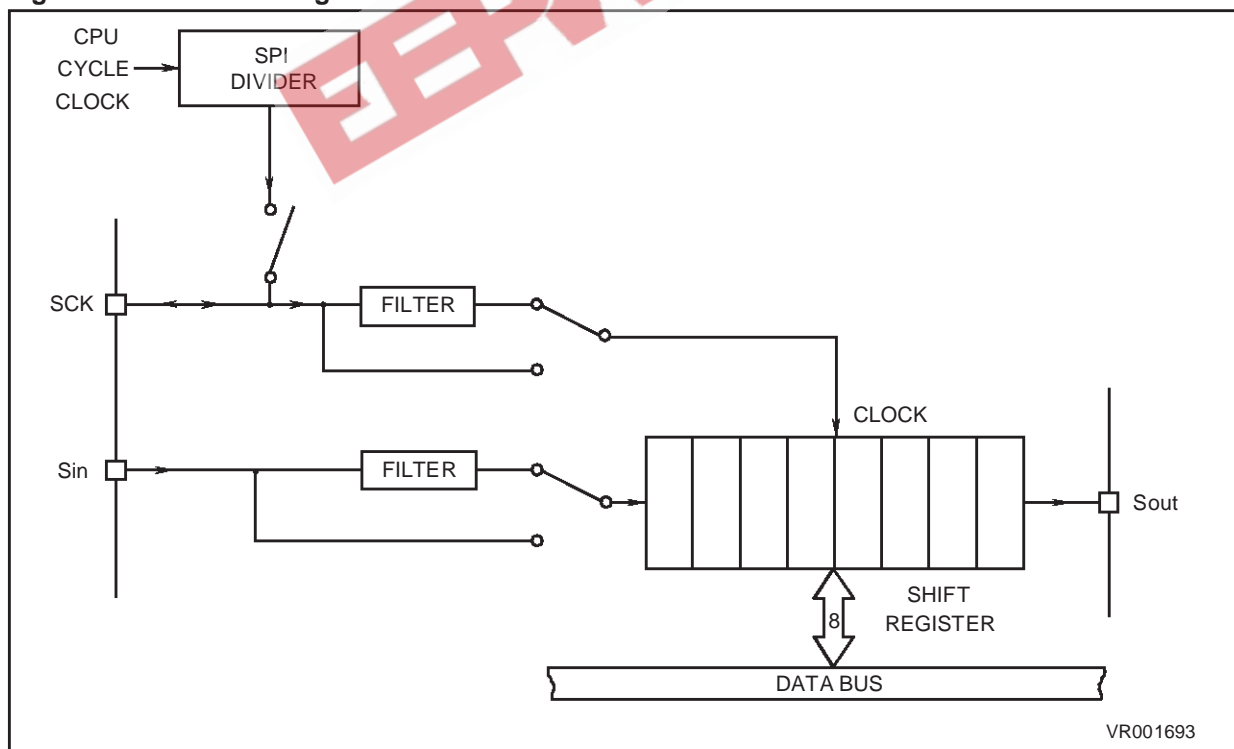 CPU
CYCLE
CLOCK
SPI
DIVIDER
SCK
FILTER
CLOCK
Sin
FILTER
Sout
SHIFT
REGISTER
8
DATA BUS
VR001693